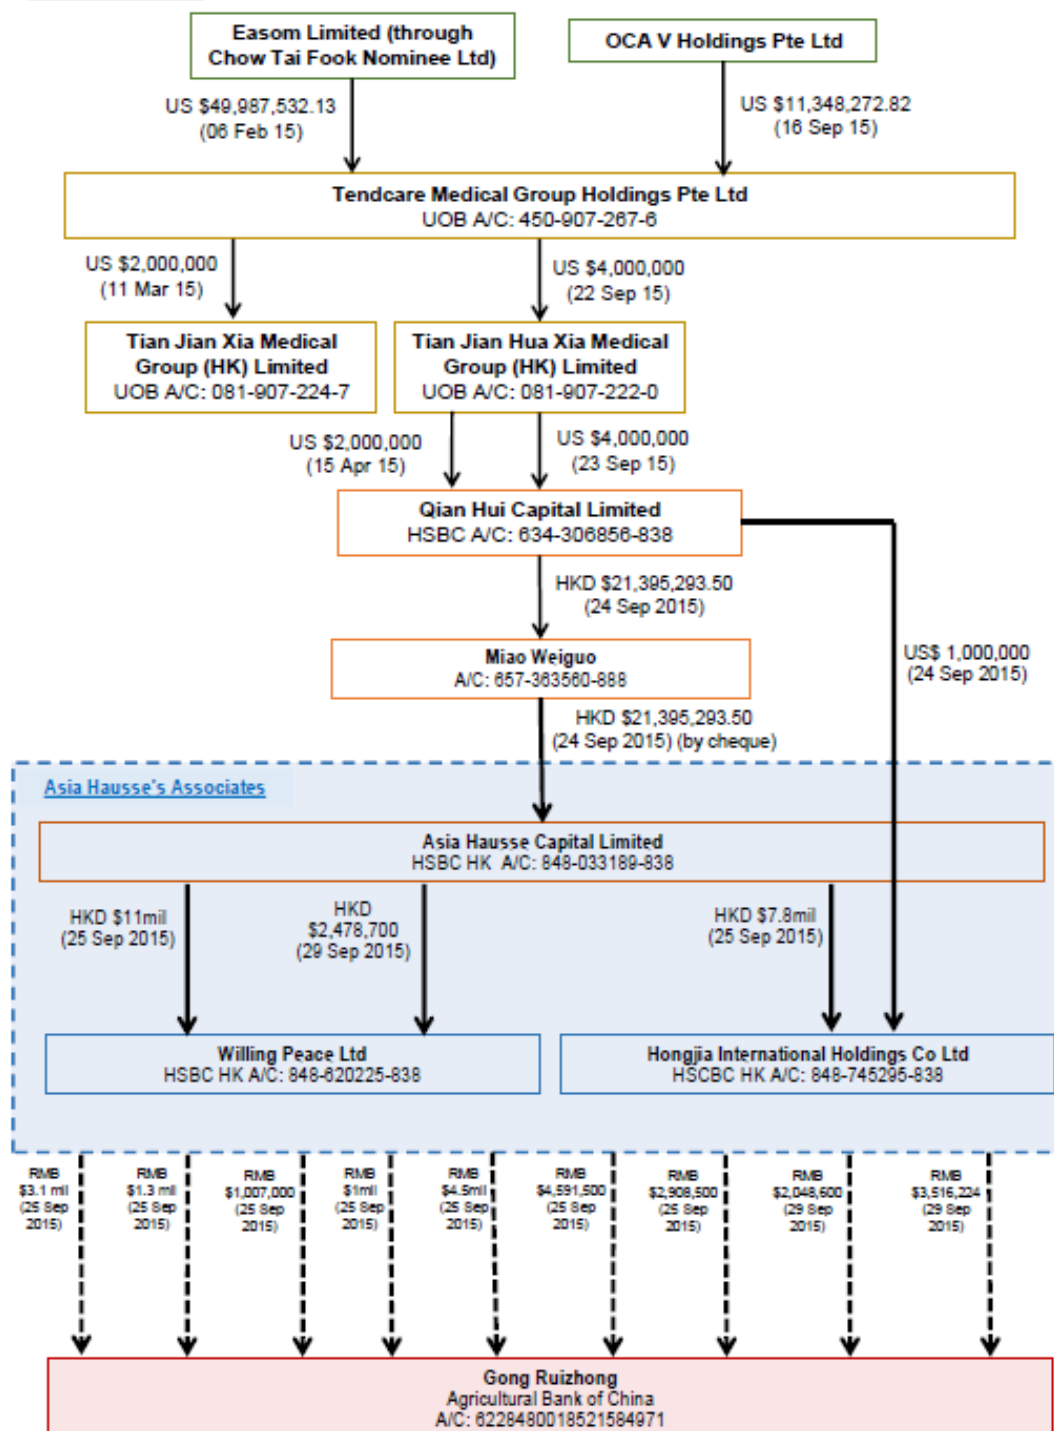 Easom Limited (through
Chow Tai Fook Nominee Ltd)
OCA V Holdings Pte Ltd
US $49,987,532.13
(06 Feb 15)
US $11,348,272.82
(16 Sep 15)
Tendcare Medical Group Holdings Pte Ltd
UOB A/C: 450-907-267-6
US $2,000,000
(11 Mar 15)
US $4,000,000
(22 Sep 15)
Tian Jian Xia Medical
Group (HK) Limited
UOB A/C: 081-907-224-7
Tian Jian Hua Xia Medical
Group (HK) Limited
UOB A/C: 081-907-222-0
US $2,000,000
(15 Apr 15)
US $4,000,000
(23 Sep 15)
Qian Hui Capital Limited
HSBC A/C: 634-306856-838
HKD $21,395,293.50
(24 Sep 2015)
US$ 1,000,000
(24 Sep 2015)
Miao Weiguo
A/C: 657-363560-888
HKD $21,395,293.50
(24 Sep 2015) (by cheque)
Asia Hausse's Associates
Asia Hausse Capital Limited
HSBC HK A/C: 848-033189-838
HKD $11mil
(25 Sep 2015)
HKD
$2,478,700
(29 Sep 2015)
HKD $7.8mil
(25 Sep 2015)
Willing Peace Ltd
HSBC HK A/C: 848-620225-838
Hongjia International Holdings Co Ltd
HSCBC HK A/C: 848-745295-838
RMB
$3.1 mil
(25 Sep
2015)
RMB
$1.3 mil
(25 Sep
2015)
RMB
$1,007,000
(25 Sep
2015)
RMB
$1mil
(25 Sep
2015)
RMB
$4.5mil
(25 Sep
2015)
RMB
$4,591,500
(25 Sep
2015)
RMB
$2,908,500
(25 Sep
2015)
RMB
$2,048,600
(29 Sep
2015)
RMB
$3,516,224
(29 Sep
2015)
Gong Ruizhong
Agricultural Bank of China
A/C: 6228480018521584971